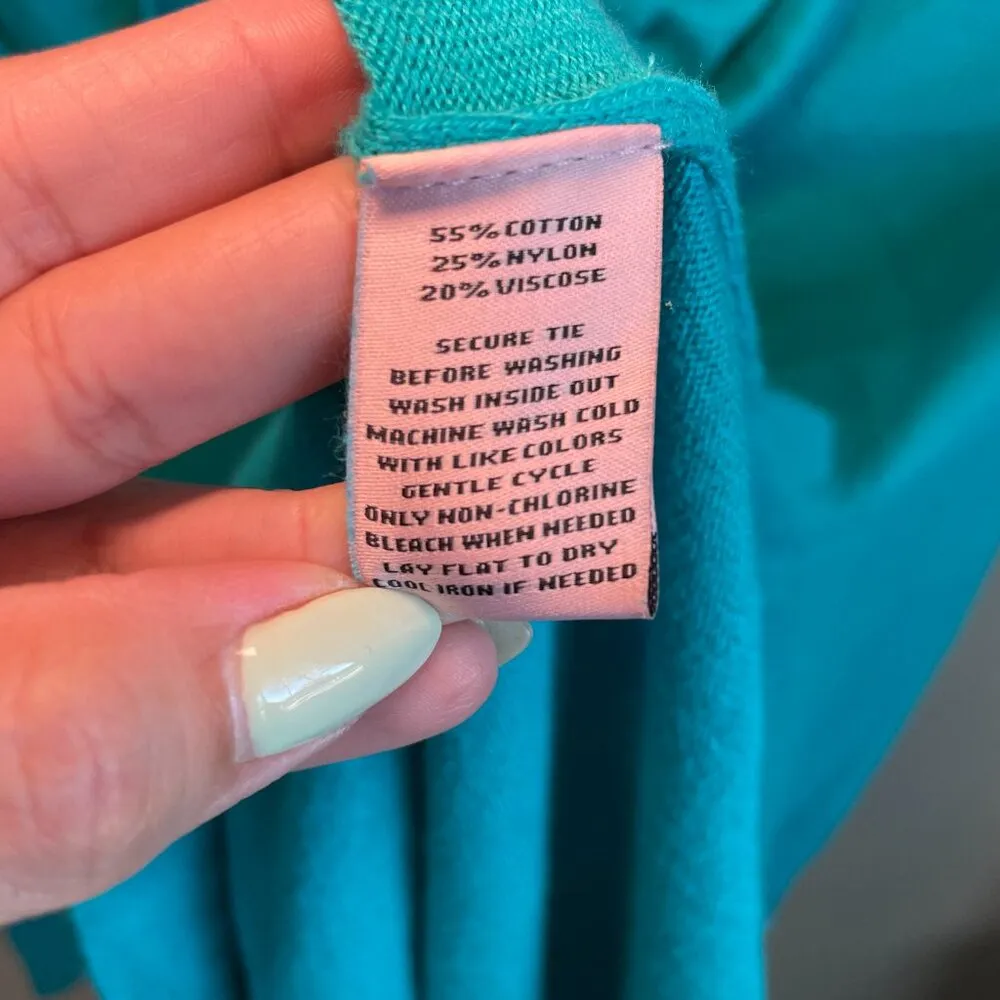 55% COTTON
25% NYLON
20% VISCOSE
SECURE TIE
BEFORE WASHING
WASH INSIDE OUT
MACHINE WASH COLD
WITH LIKE COLORS
GENTLE CYCLE
ONLY NON-CHLORINE
BLEACH WHEN NEEDED
LAY FLAT TO DRY
COOL IRON IF NEEDED